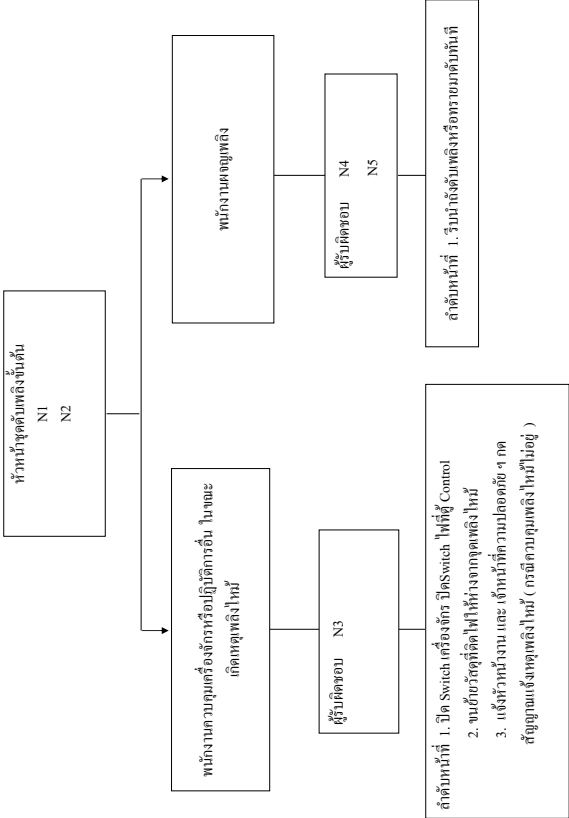 หัวหน้าชุดดับเพลิงขั้นต้น
N1
N2
พนักงานควบคุมเครื่องจักรหรือปฏิบัติการอื่น ในขณะ
เกิดเหตุเพลิงไหม้
ผู้รับผิดชอบ N3
ลำดับหน้าที่ 1. ปิด Switch เครื่องจักร ปิดSwitch ไฟที่ตู้ Control
2. ขนย้ายวัสดุที่ติดไฟให้ห่างจากจุดเพลิงไหม้
3. แจ้งหัวหน้างาน และ เจ้าหน้าที่ความปลอดภัย ฯ กด
สัญญาณแจ้งเหตุเพลิงไหม้ ( กรณีควบคุมเพลิงไหม้ไม่อยู่ )
พนักงานผจญเพลิง
ผู้รับผิดชอบ N4
N5
ลำดับหน้าที่ 1. รีบนำถังดับเพลิงหรือทรายมาดับทันที